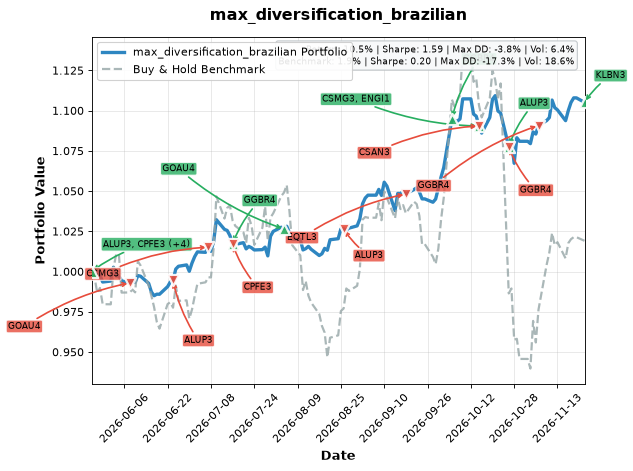 max_diversification_brazilian
max_diversification_brazilian Portfolio
Buy & Hold Benchmark
0.5% | Sharpe: 1.59 | Max DD: -3.8% | Vol: 6.4%
% | Sharpe: 0.20 | Max DD: -17.3% | Vol: 18.6%
KLBN3
CSMG3, ENGI1
ALUP3
CSAN3
GOAU4
GGBR4
GGBR4
GGBR4
EQTL3
ALUP3, CPFE3 (+4)
ALUP3
CSMG3
CPFE3
GOAU4
ALUP3
Portfolio Value
1.125
1.100
1.075
1.050
1.025
1.000
0.975
0.950
2026-06-06
2026-06-22
2026-07-08
2026-07-24
2026-08-09
2026-08-25
2026-09-10
2026-09-26
2026-10-12
2026-10-28
2026-11-13
Date